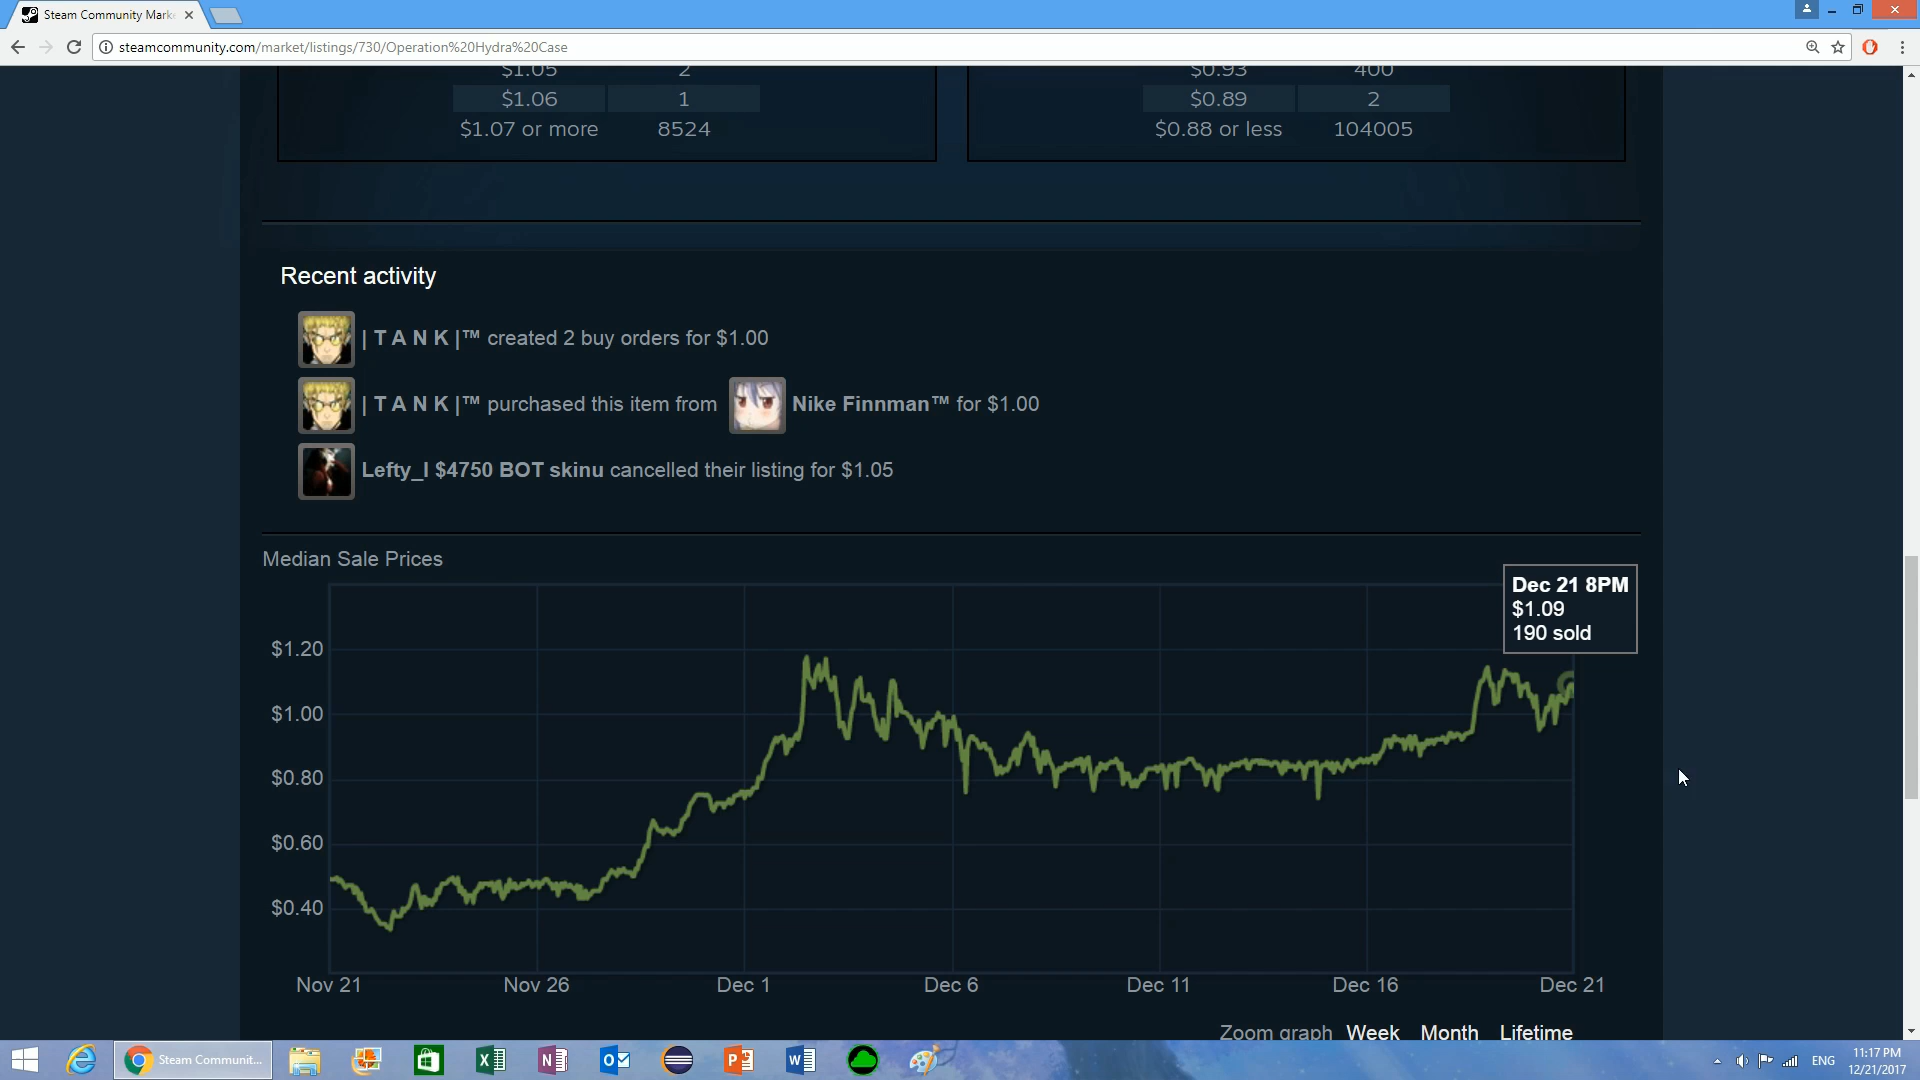 Steam Community Mark
steamcommunity.com/market/listings/730/Operation%20Hydra%20Case
$1.05 2
$1.06 1
$1.07 or more 8524
$0.93 400
$0.89 2
$0.88 or less 104005
Recent activity
| T A N K |™ created 2 buy orders for $1.00
| T A N K |™ purchased this item from Nike Finnman™ for $1.00
Lefty_I $4750 BOT skinu cancelled their listing for $1.05
Median Sale Prices
Dec 21 8PM
$1.09
190 sold
$1.20
$1.00
$0.80
$0.60
$0.40
Nov 21 Nov 26 Dec 1 Dec 6 Dec 11 Dec 16 Dec 21
Zoom graph Week Month Lifetime
Steam Communit...
ENG
11:17 PM
12/21/2017